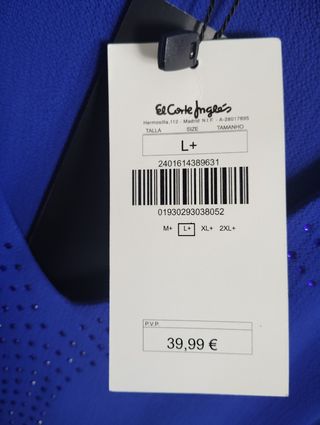 El Corte Inglés
Hermosilla, 112 - Madrid N.I.F. - A-28017895
TALLA SIZE TAMANHO
L+
2401614389631
01930293038052
M+ L+ XL+ 2XL+
P.V.P.
39,99 €